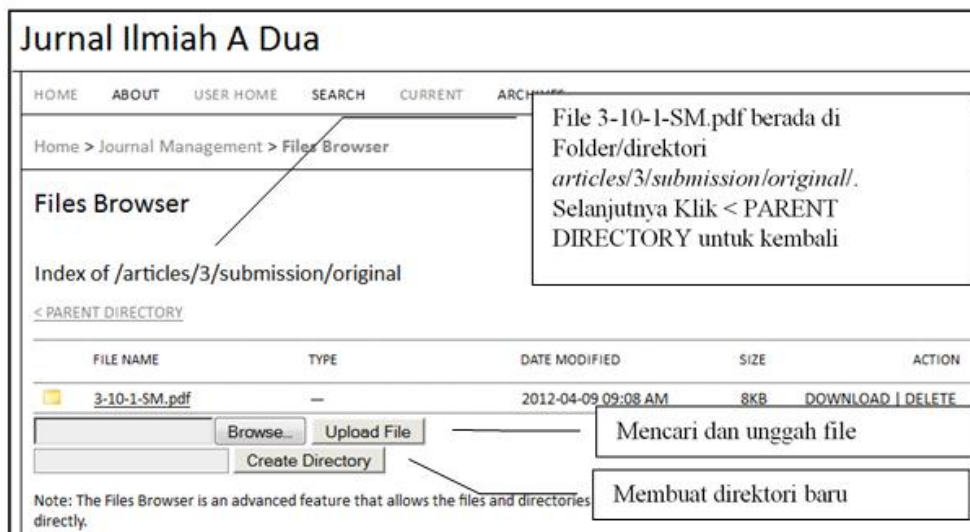 Jurnal Ilmiah A Dua
HOME ABOUT USER HOME SEARCH CURRENT
Home > Journal Management > Files Browser
File 3-10-1-SM.pdf berada di
Folder/direktori
articles/3/submission/original/.
Selanjutnya Klik < PARENT
DIRECTORY untuk kembali
Files Browser
Index of /articles/3/submission/original
< PARENT DIRECTORY
FILE NAME TYPE DATE MODIFIED SIZE ACTION
3-10-1-SM.pdf — 2012-04-09 09:08 AM 8KB DOWNLOAD | DELETE
Browse... Upload File
Mencari dan unggah file
Create Directory
Membuat direktori baru
Note: The Files Browser is an advanced feature that allows the files and directories
directly.